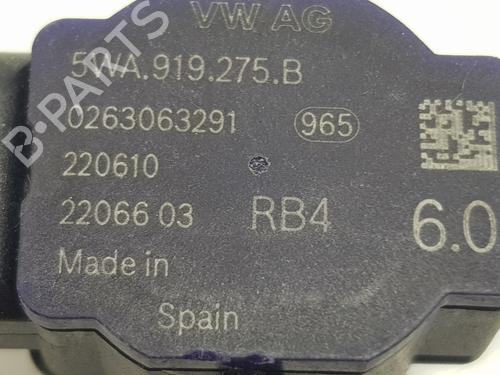 VW AG
5WA.919.275.B
0263063291 965
220610
22066 03 RB4 6.0
Made in
Spain
B-PARTS